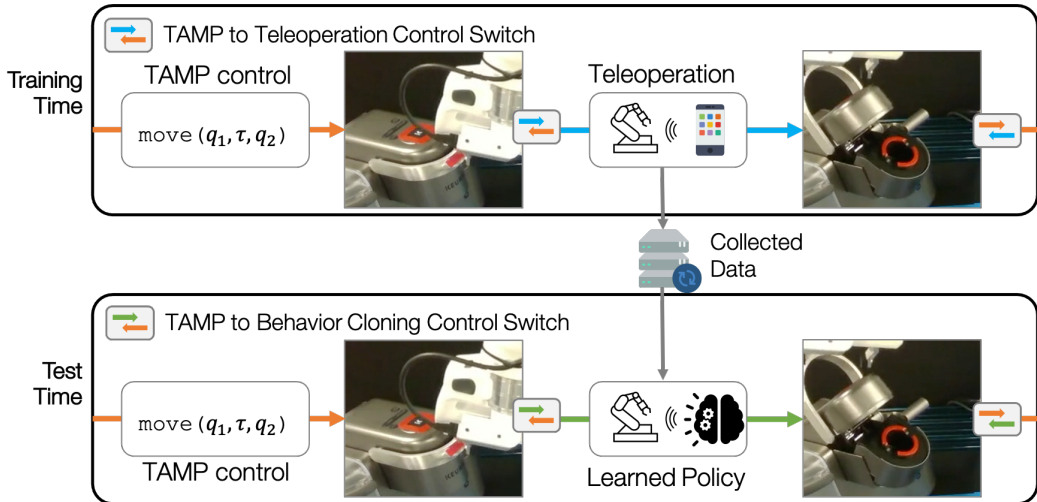 TAMP to Teleoperation Control Switch
Training
Time
TAMP control
move(q₁,τ,q₂)
Teleoperation
Collected
Data
TAMP to Behavior Cloning Control Switch
Test
Time
move(q₁,τ,q₂)
TAMP control
Learned Policy